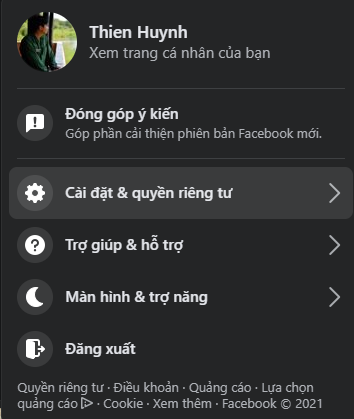 Thien Huynh
Xem trang cá nhân của bạn
Đóng góp ý kiến
Góp phần cải thiện phiên bản Facebook mới.
Cài đặt & quyền riêng tư
Trợ giúp & hỗ trợ
Màn hình & trợ năng
Đăng xuất
Quyền riêng tư · Điều khoản · Quảng cáo · Lựa chọn
quảng cáo · Cookie · Xem thêm · Facebook © 2021